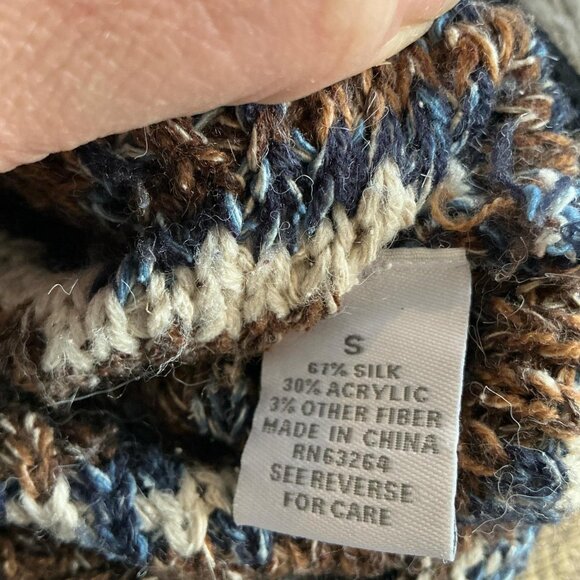 S
67% SILK
30% ACRYLIC
3% OTHER FIBER
MADE IN CHINA
RN63264
SEE REVERSE
FOR CARE